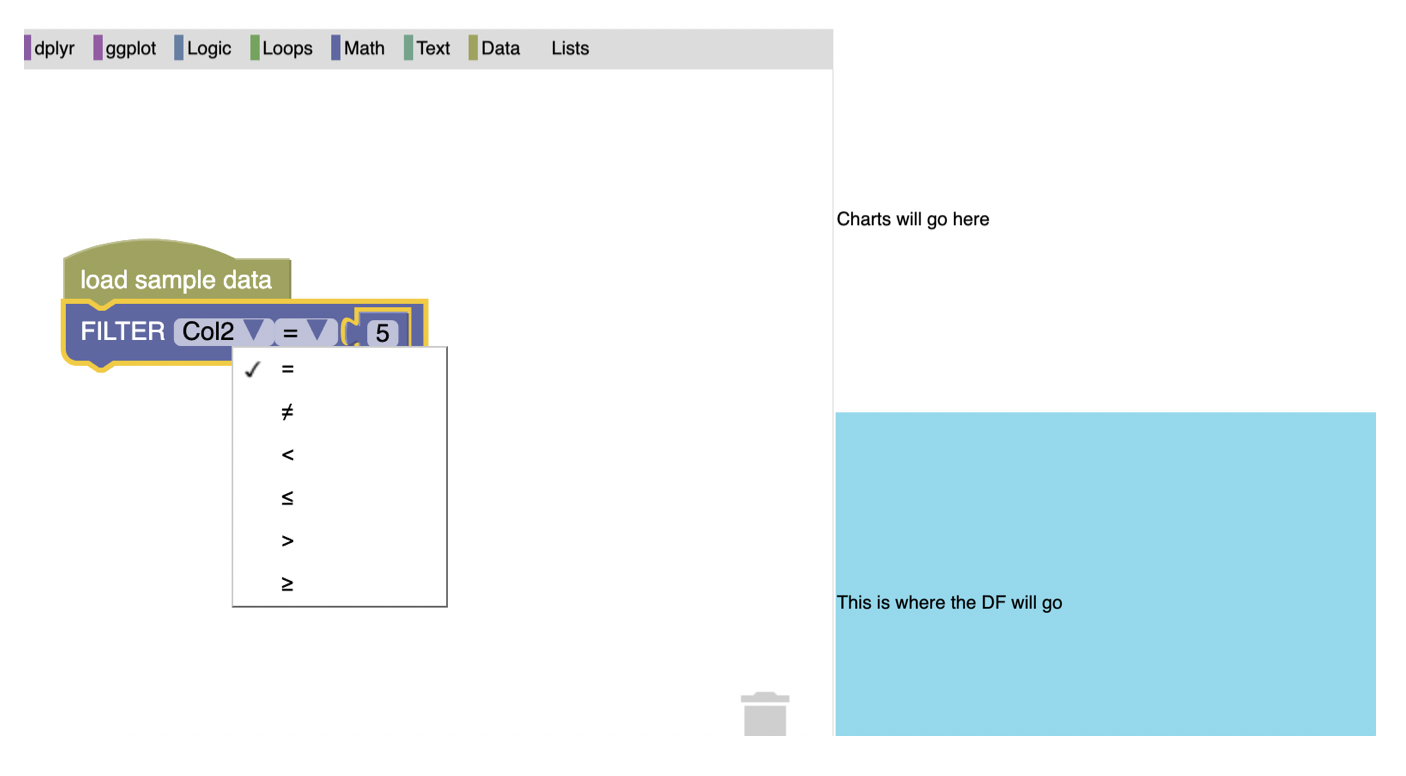 dplyr ggplot Logic Loops Math Text Data Lists
Charts will go here
load sample data
FILTER Col2 = 5
✓ =
≠
<
≤
>
≥
This is where the DF will go